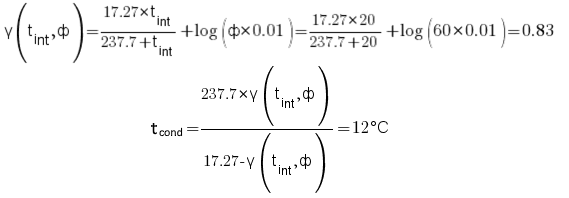 γ(t_int,ф)=17.27×t_int/237.7+t_int+log(ф×0.01)=17.27×20/237.7+20+log(60×0.01)=0.83
t_cond=237.7×γ(t_int,ф)/17.27-γ(t_int,ф)=12°C